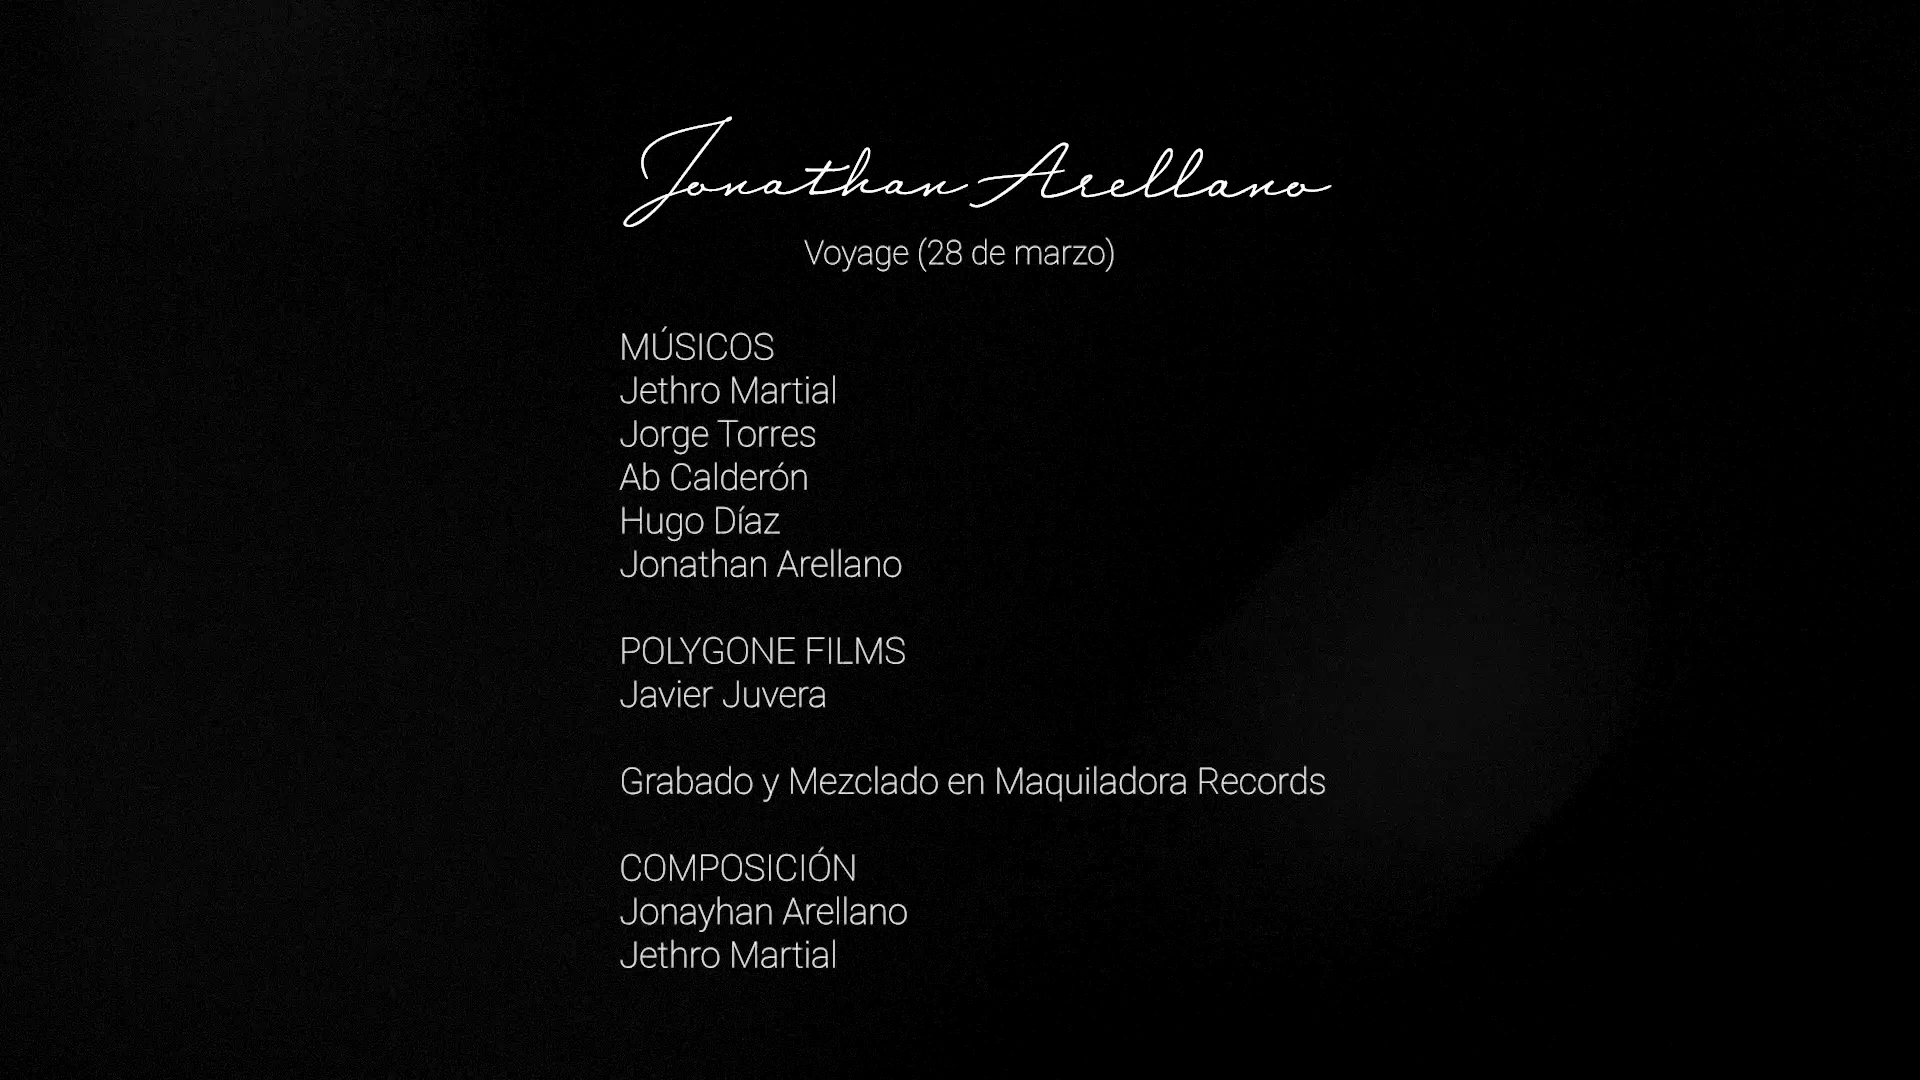 Jonathan Arellano
Voyage (28 de marzo)
MÚSICOS
Jethro Martial
Jorge Torres
Ab Calderón
Hugo Díaz
Jonathan Arellano
POLYGONE FILMS
Javier Juvera
Grabado y Mezclado en Maquiladora Records
COMPOSICIÓN
Jonayhan Arellano
Jethro Martial